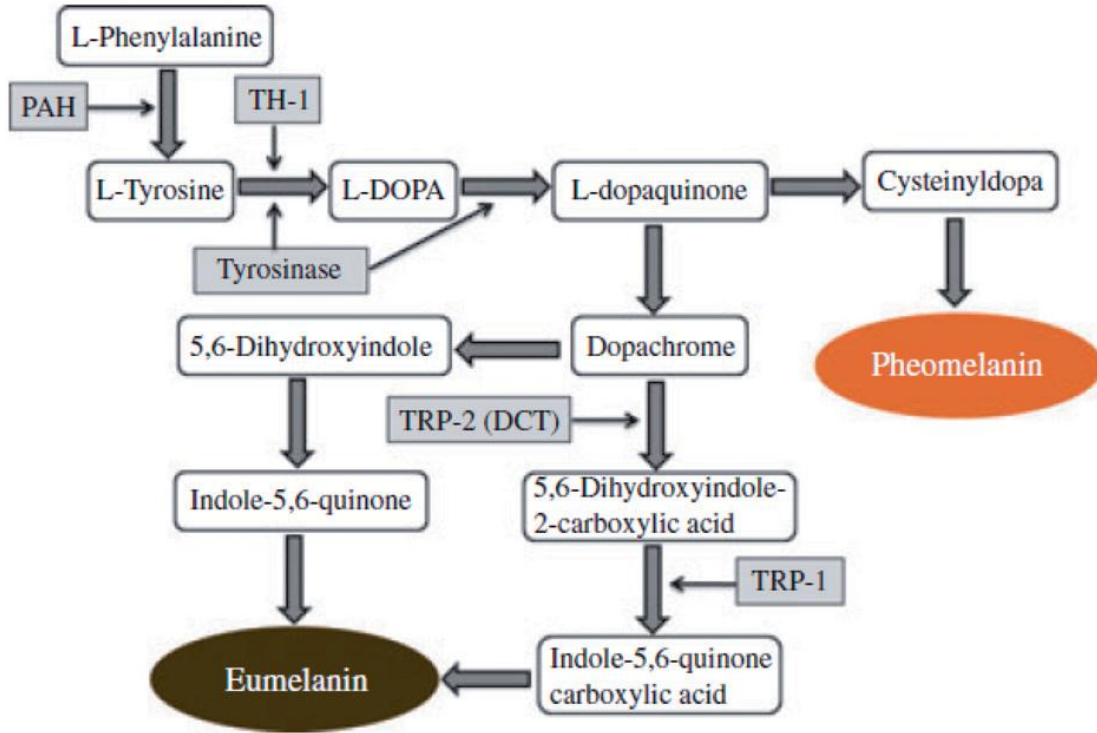 L-Phenylalanine
PAH
TH-1
L-Tyrosine
L-DOPA
L-dopaquinone
Cysteinyldopa
Tyrosinase
5,6-Dihydroxyindole
Dopachrome
Pheomelanin
TRP-2 (DCT)
Indole-5,6-quinone
5,6-Dihydroxyindole-
2-carboxylic acid
TRP-1
Eumelanin
Indole-5,6-quinone
carboxylic acid